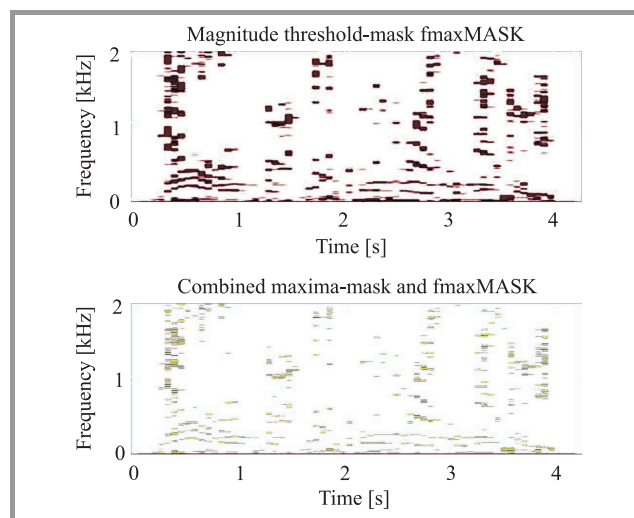 Magnitude threshold-mask fmaxMASK
2
1
0
Frequency [kHz]
0 1 2 3 4
Time [s]
Combined maxima-mask and fmaxMASK
2
1
0
Frequency [kHz]
0 1 2 3 4
Time [s]